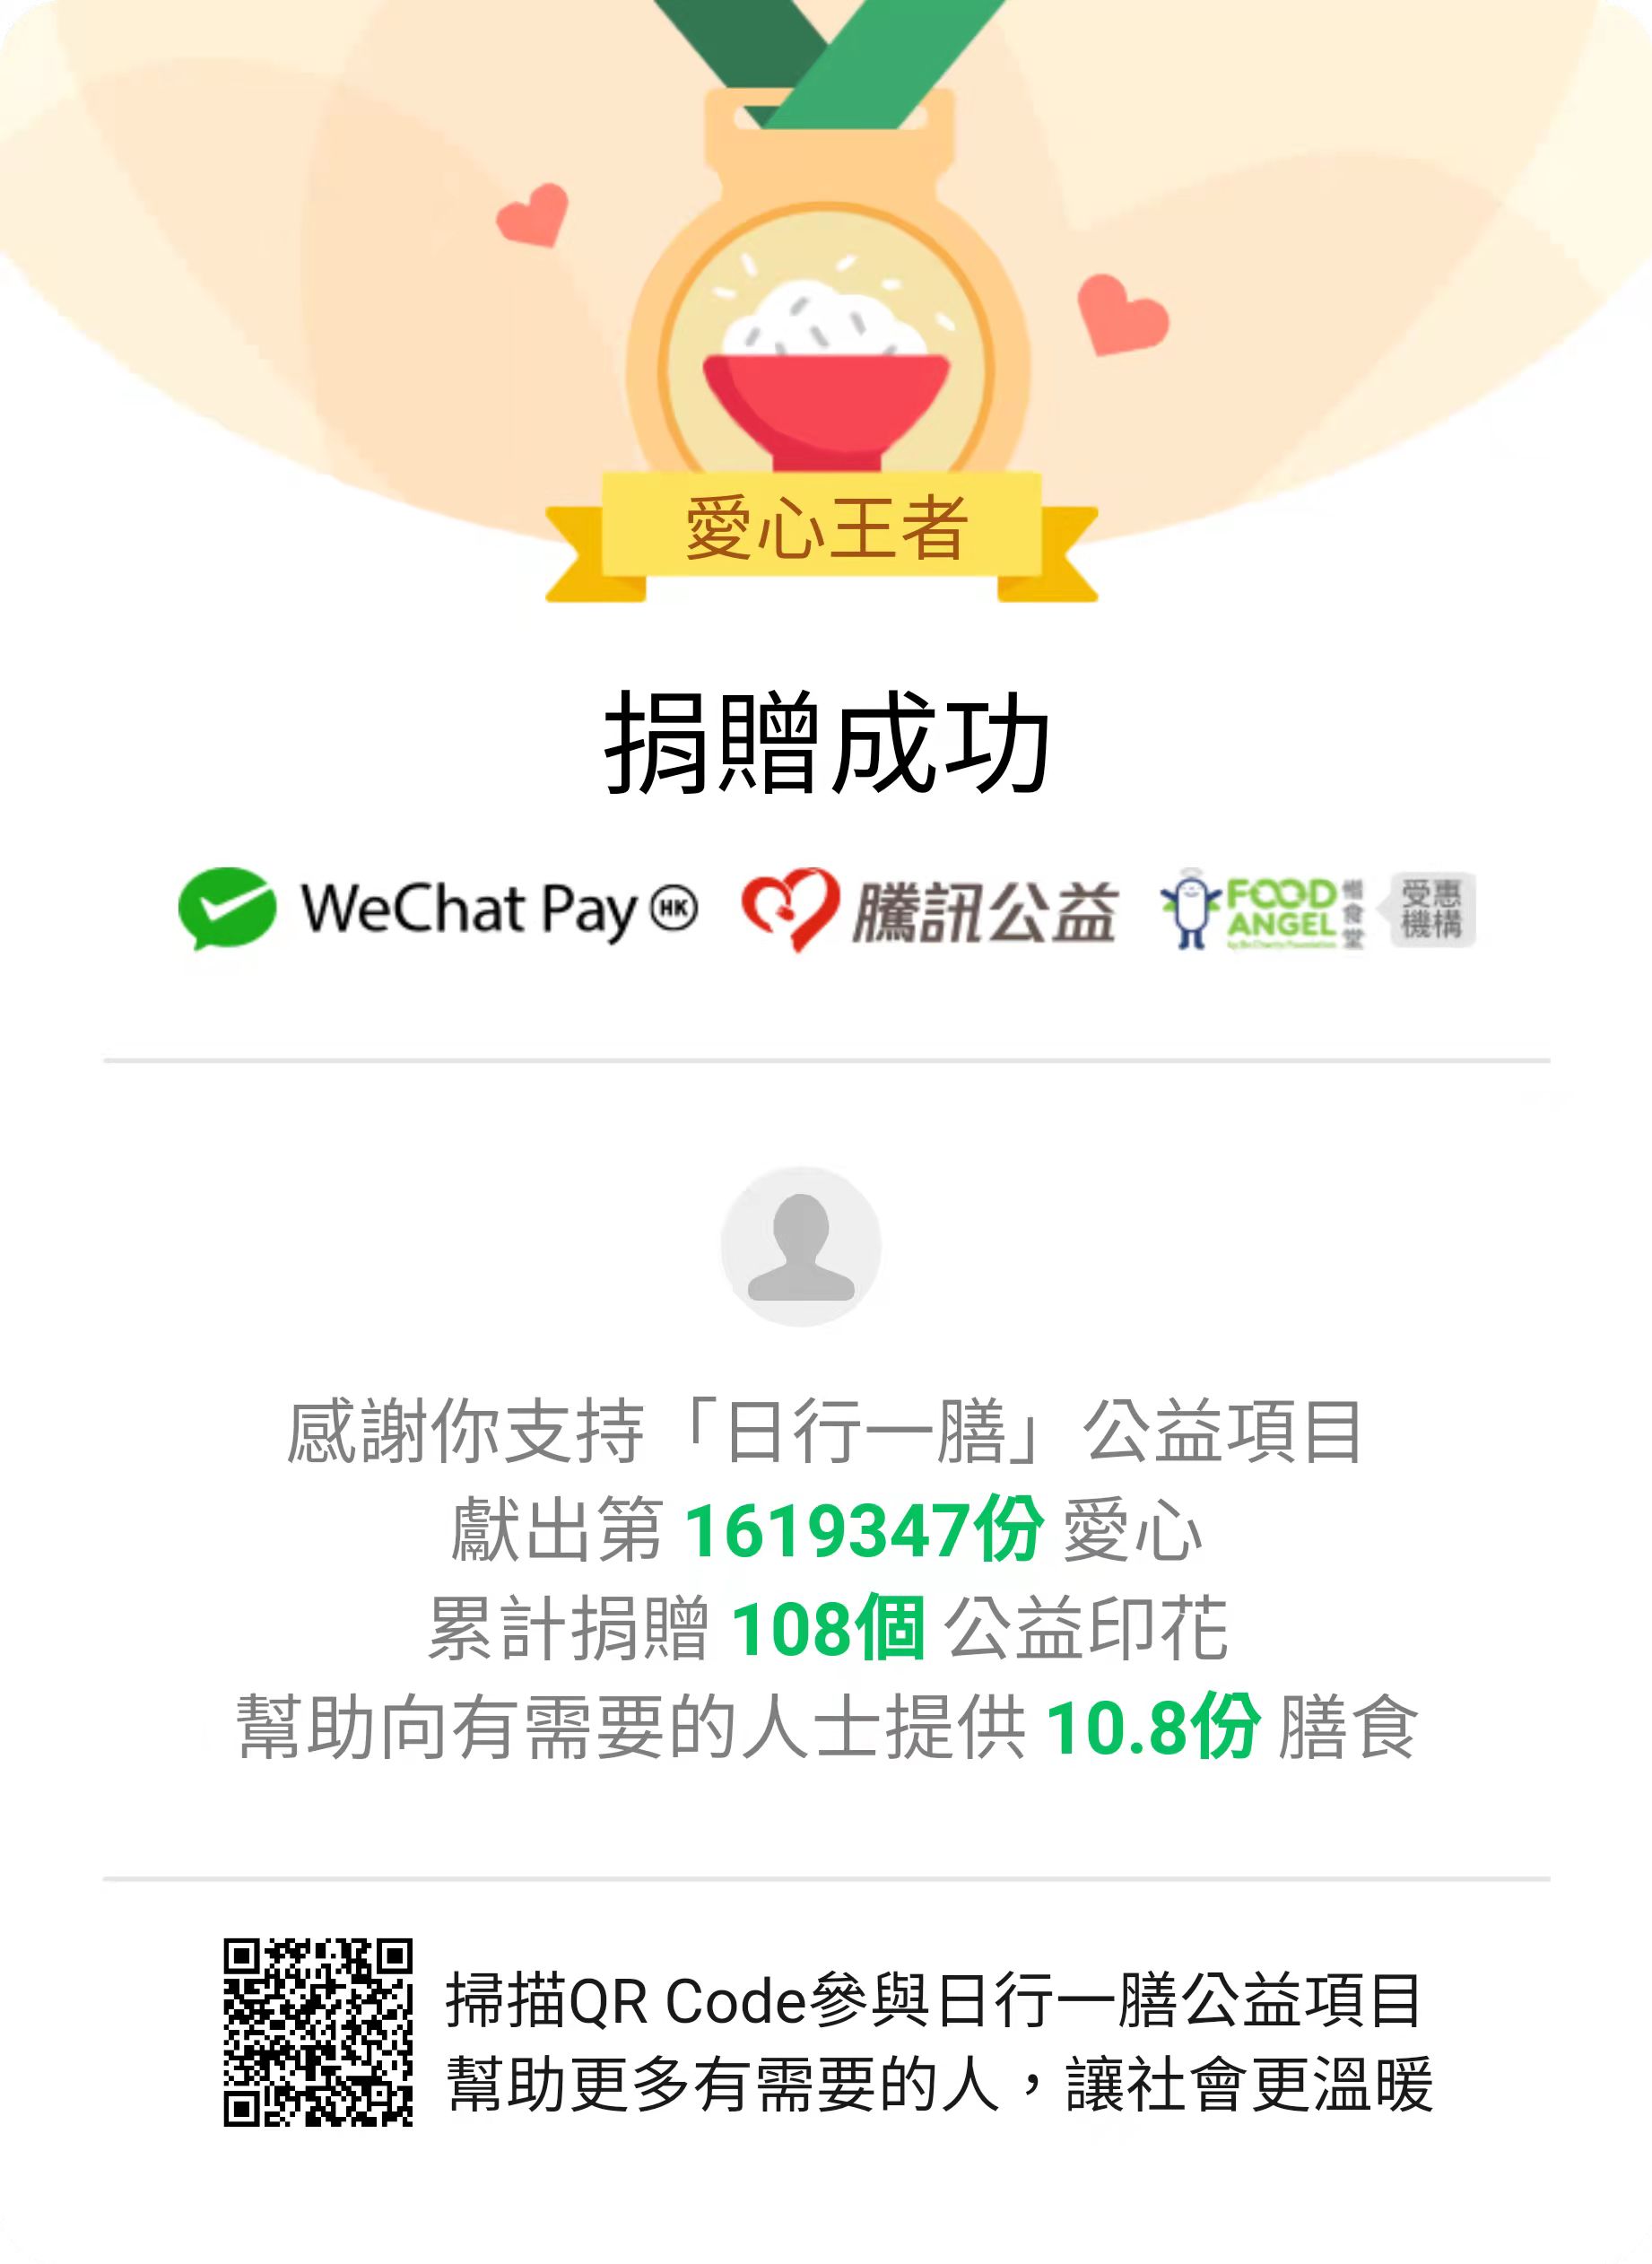 愛心王者
捐贈成功
WeChat Pay HK 騰訊公益 FOOD ANGEL by Bo Charity Foundation 惜食堂 受惠機構
感謝你支持「日行一膳」公益項目
獻出第 1619347份 愛心
累計捐贈 108個 公益印花
幫助向有需要的人士提供 10.8份 膳食
掃描QR Code參與日行一膳公益項目
幫助更多有需要的人，讓社會更溫暖